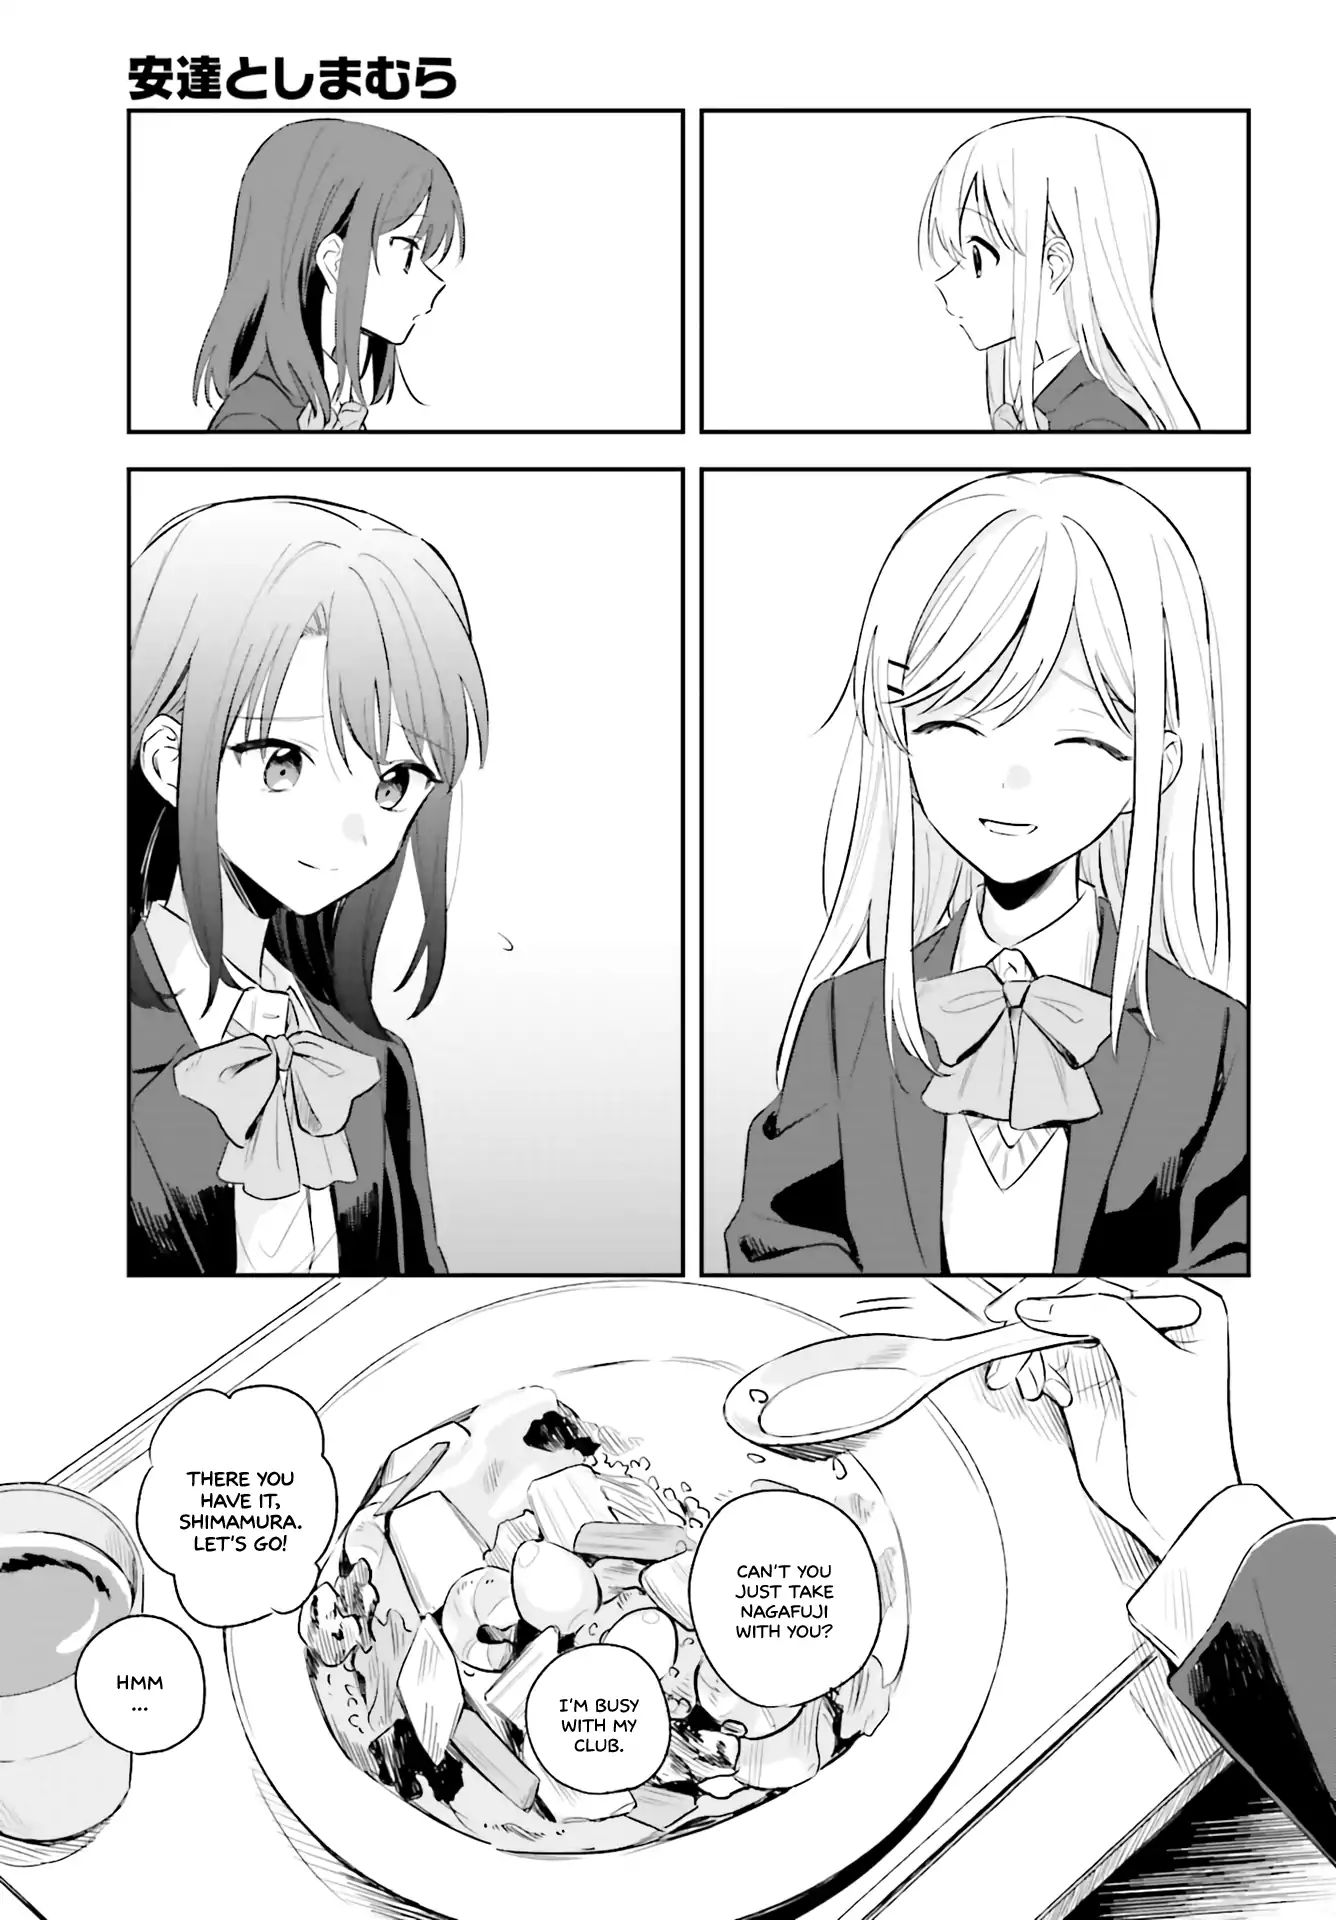 安達としまむら
CAN'T YOU
JUST TAKE
NAGAFUJI
WITH YOU?
I'M BUSY
WITH MY
CLUB.
THERE YOU
HAVE IT,
SHIMAMURA.
LET'S GO!
HMM
...